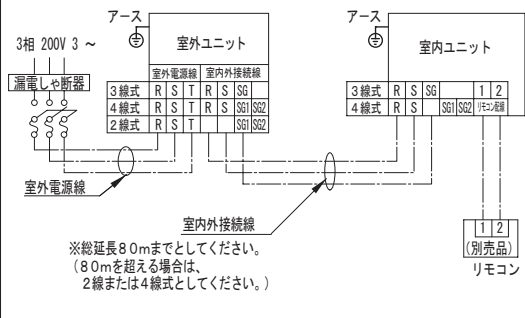 アース
3相 200V 3 ~
漏電しゃ断器
室外ユニット
室外電源線 室内外接続線
3線式 R S T R S SG
4線式 R S T R S SG1 SG2
2線式 R S T SG1 SG2
室外電源線
室内外接続線
※総延長80mまでとしてください。
(80mを超える場合は、
2線または4線式としてください。)
アース
室内ユニット
3線式 R S SG 1 2
4線式 R S SG1 SG2 リモコン配線
1 2
(別売品)
リモコン